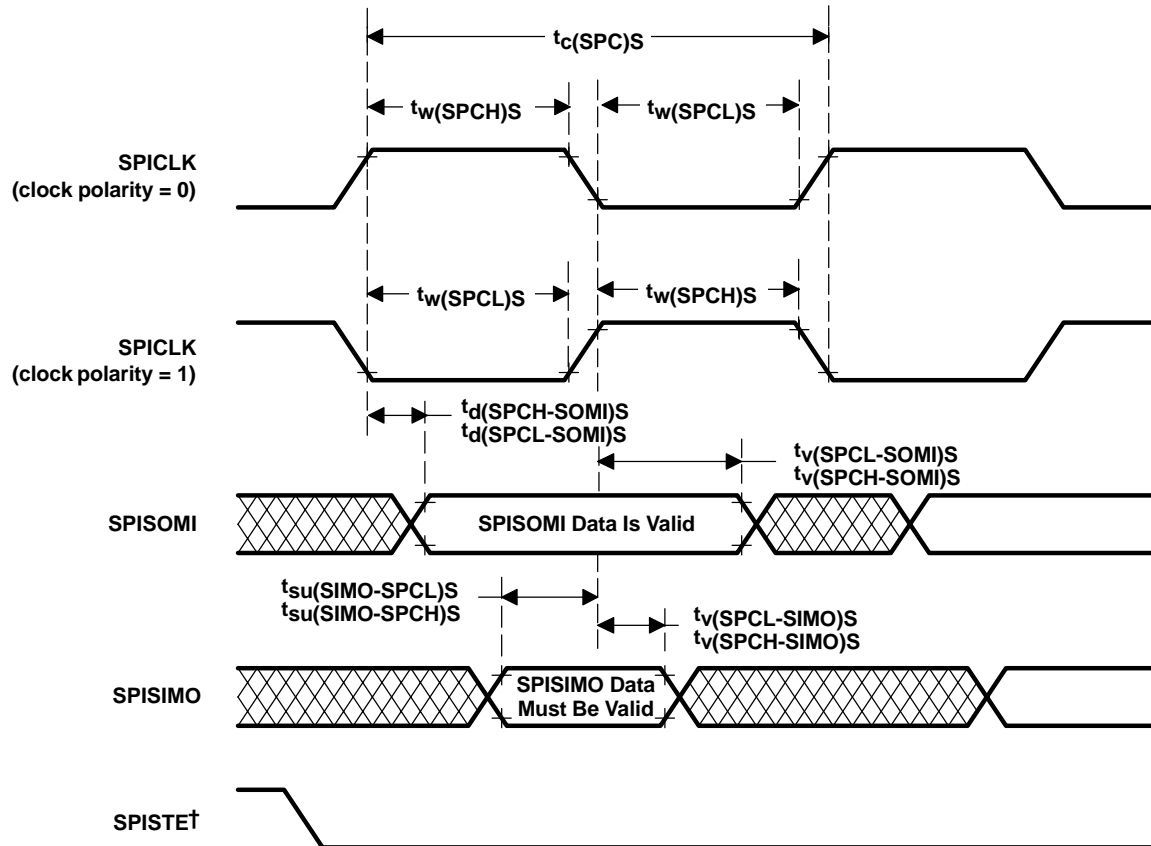 tc(SPC)S
tw(SPCH)S
tw(SPCL)S
SPICLK
(clock polarity = 0)
tw(SPCL)S
tw(SPCH)S
SPICLK
(clock polarity = 1)
td(SPCH-SOMI)S
td(SPCL-SOMI)S
tv(SPCL-SOMI)S
tv(SPCH-SOMI)S
SPISOMI
SPISOMI Data Is Valid
tsu(SIMO-SPCL)S
tsu(SIMO-SPCH)S
tv(SPCL-SIMO)S
tv(SPCH-SIMO)S
SPISIMO
SPISIMO Data
Must Be Valid
SPISTE†